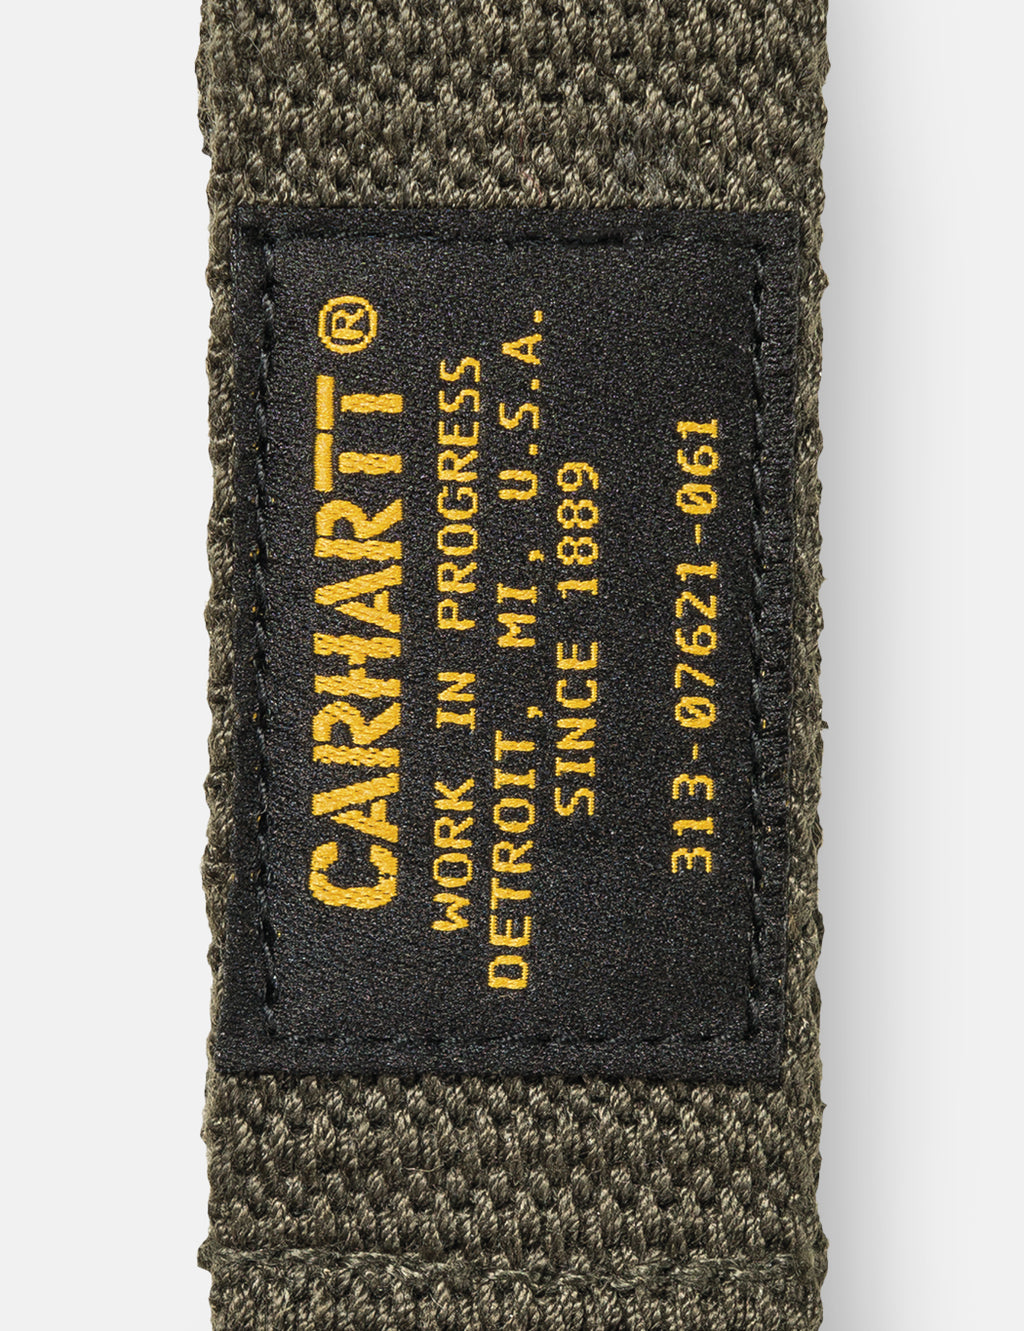 CARHARTT®
WORK IN PROGRESS
DETROIT, MI, U.S.A.
SINCE 1889
313-07621-061